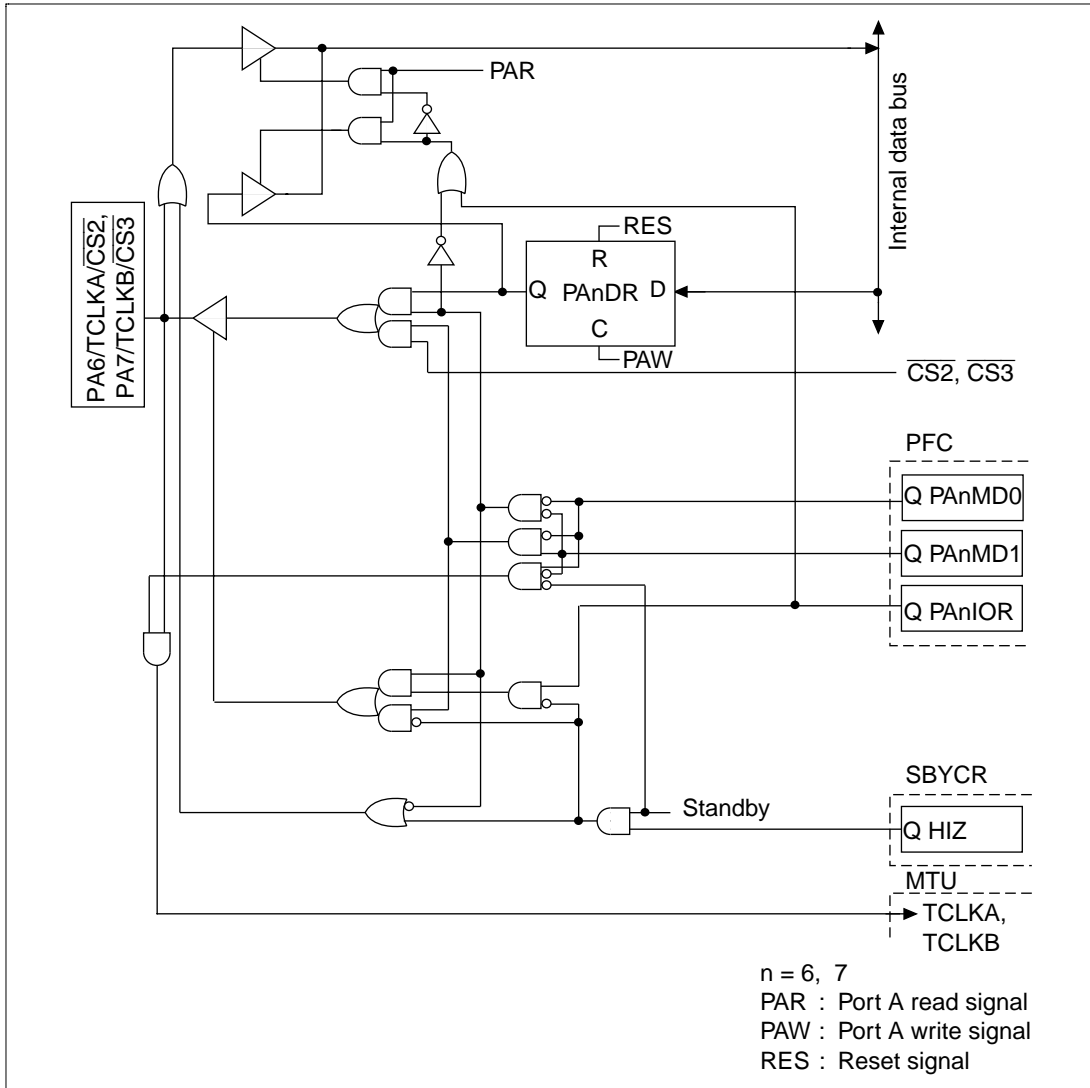 PAR
Internal data bus
PA6/TCLKA/CS2,
PA7/TCLKB/CS3
RES
R
Q PAnDR D
C
PAW
CS2, CS3
PFC
Q PAnMD0
Q PAnMD1
Q PAnIOR
SBYCR
Standby
Q HIZ
MTU
TCLKA,
TCLKB
n = 6, 7
PAR : Port A read signal
PAW : Port A write signal
RES : Reset signal